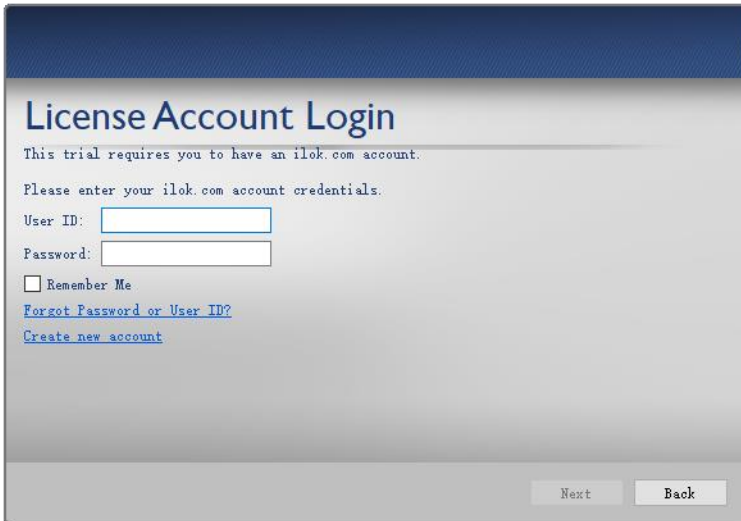 License Account Login
This trial requires you to have an ilok.com account.
Please enter your ilok.com account credentials.
User ID:
Password:
Remember Me
Forgot Password or User ID?
Create new account
Next Back